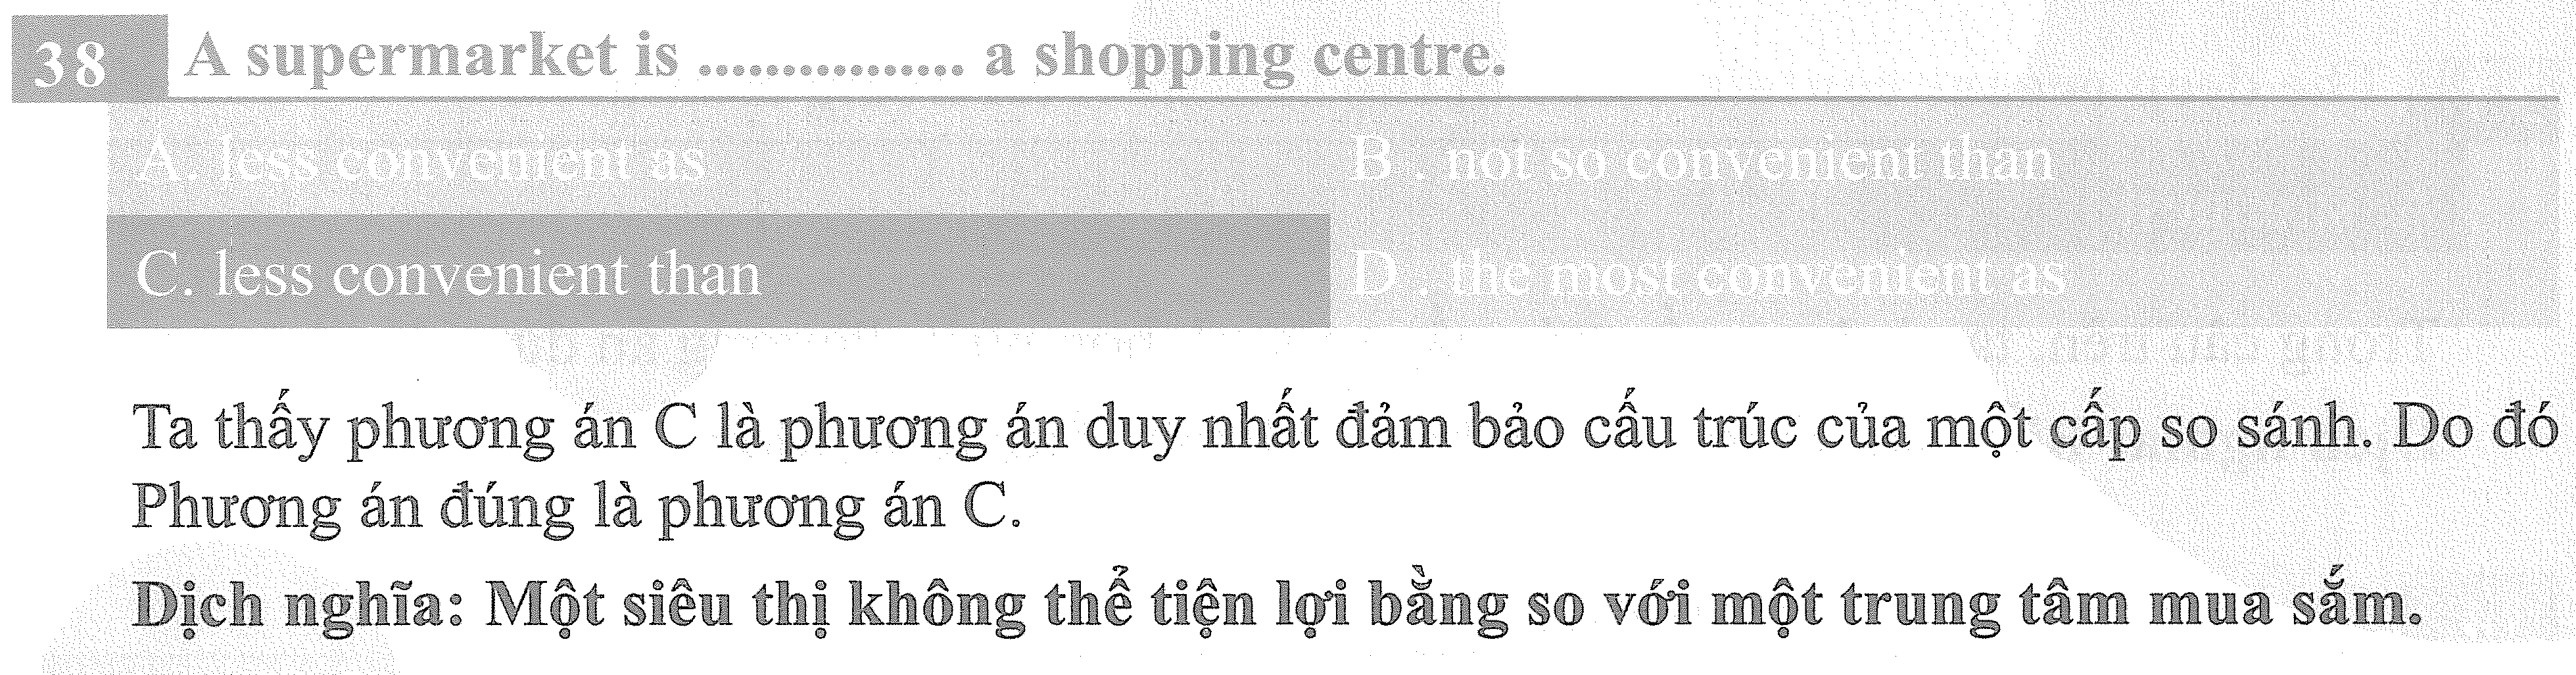 38 A supermarket is ................ a shopping centre.
A. less convenient as B . not so convenient than
C. less convenient than D . the most convenient as
Ta thấy phương án C là phương án duy nhất đảm bảo cấu trúc của một cấp so sánh. Do đó
Phương án đúng là phương án C.
Dịch nghĩa: Một siêu thị không thể tiện lợi bằng so với một trung tâm mua sắm.